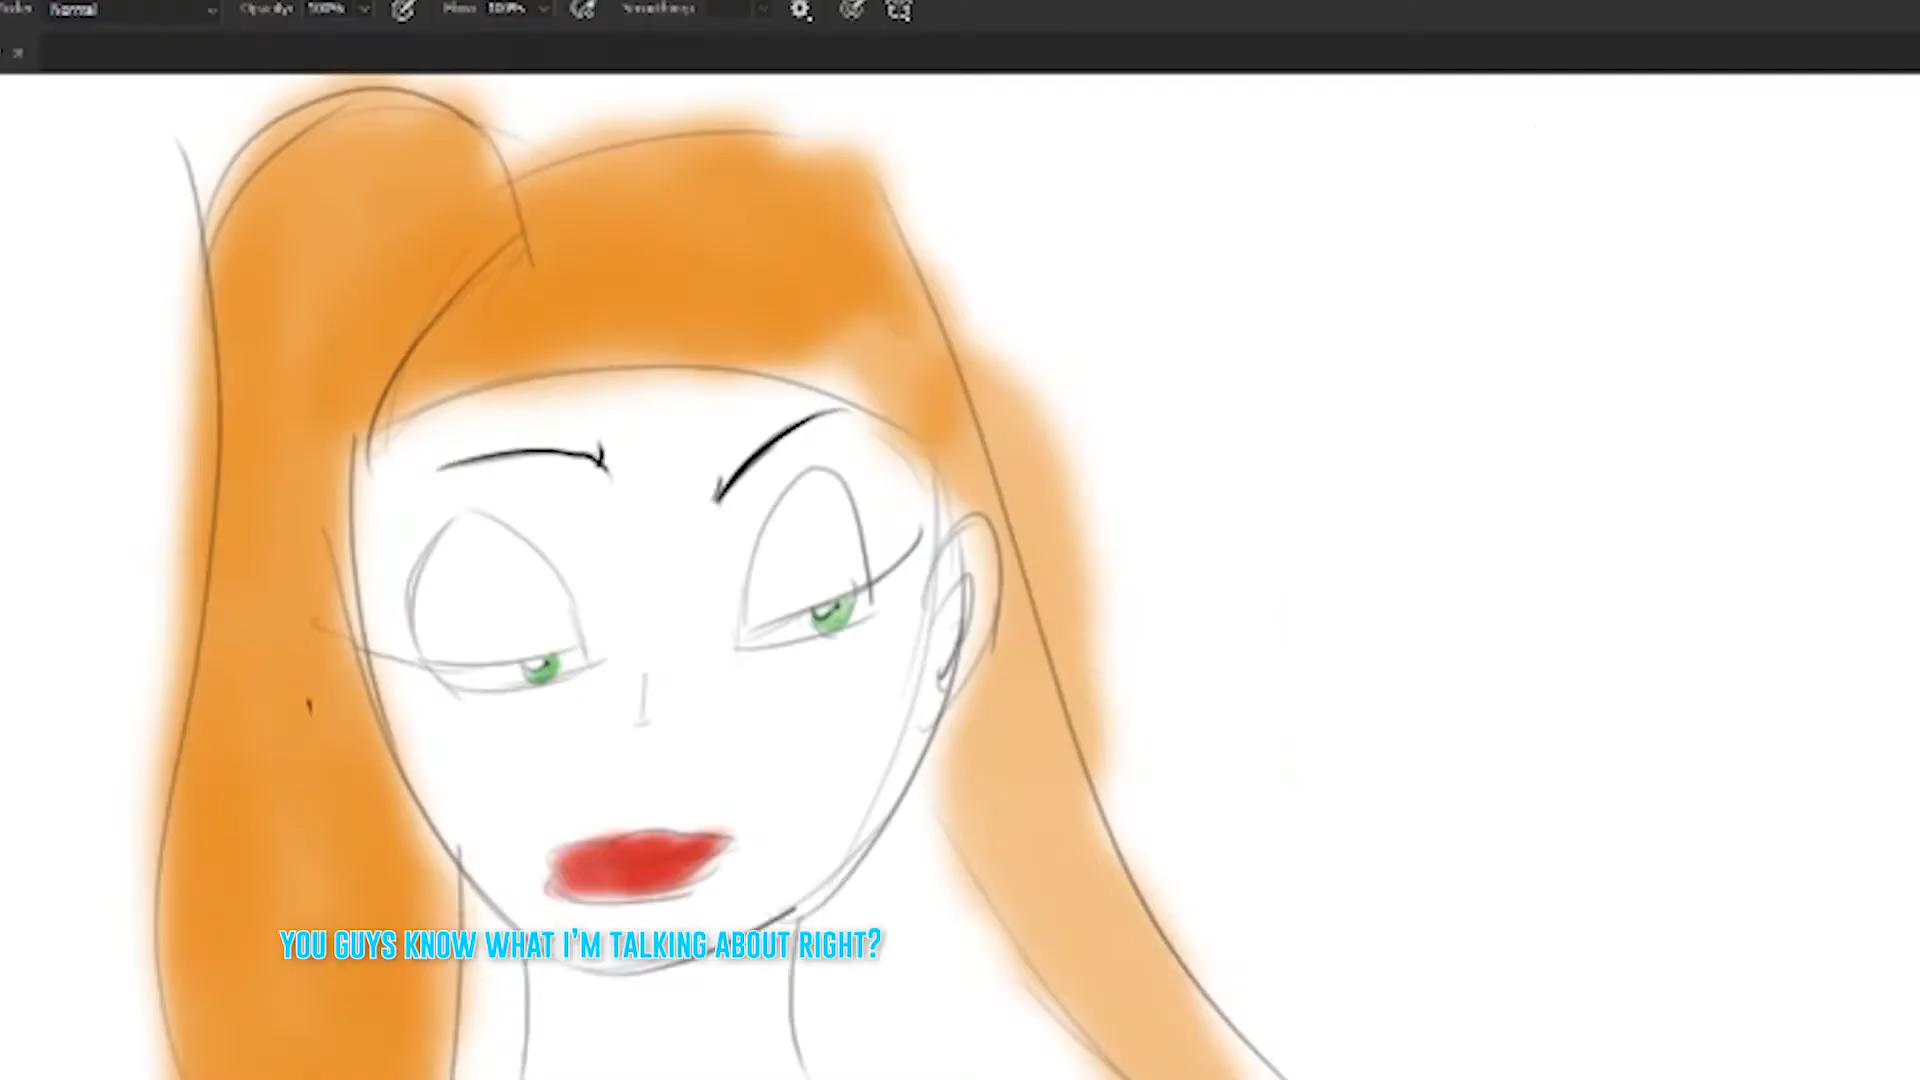 Normal
Opacity: 100%
Flow: 100%
Smoothing:
YOU GUYS KNOW WHAT I'M TALKING ABOUT RIGHT?